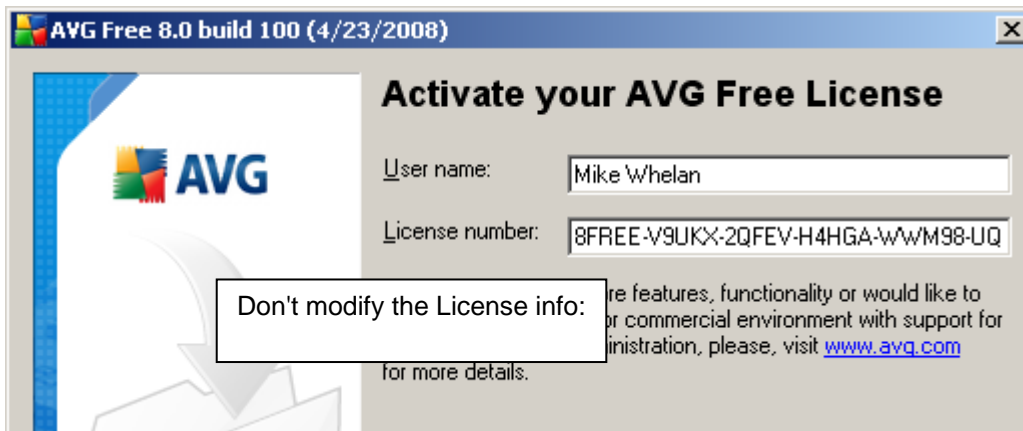 AVG Free 8.0 build 100 (4/23/2008)
Activate your AVG Free License
AVG
User name:
Mike Whelan
License number:
8FREE-V9UKX-2QFEV-H4HGA-WWM98-UQ
Don't modify the License info:
re features, functionality or would like to
or commercial environment with support for
inistration, please, visit www.avg.com
for more details.